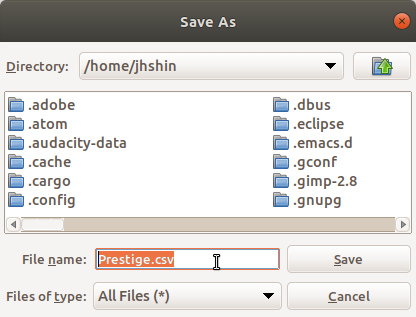 Save As
Directory: /home/jhshin
.adobe .dbus
.atom .eclipse
.audacity-data .emacs.d
.cache .gconf
.cargo .gimp-2.8
.config .gnupg
File name: Prestige.csv Save
Files of type: All Files (*) Cancel